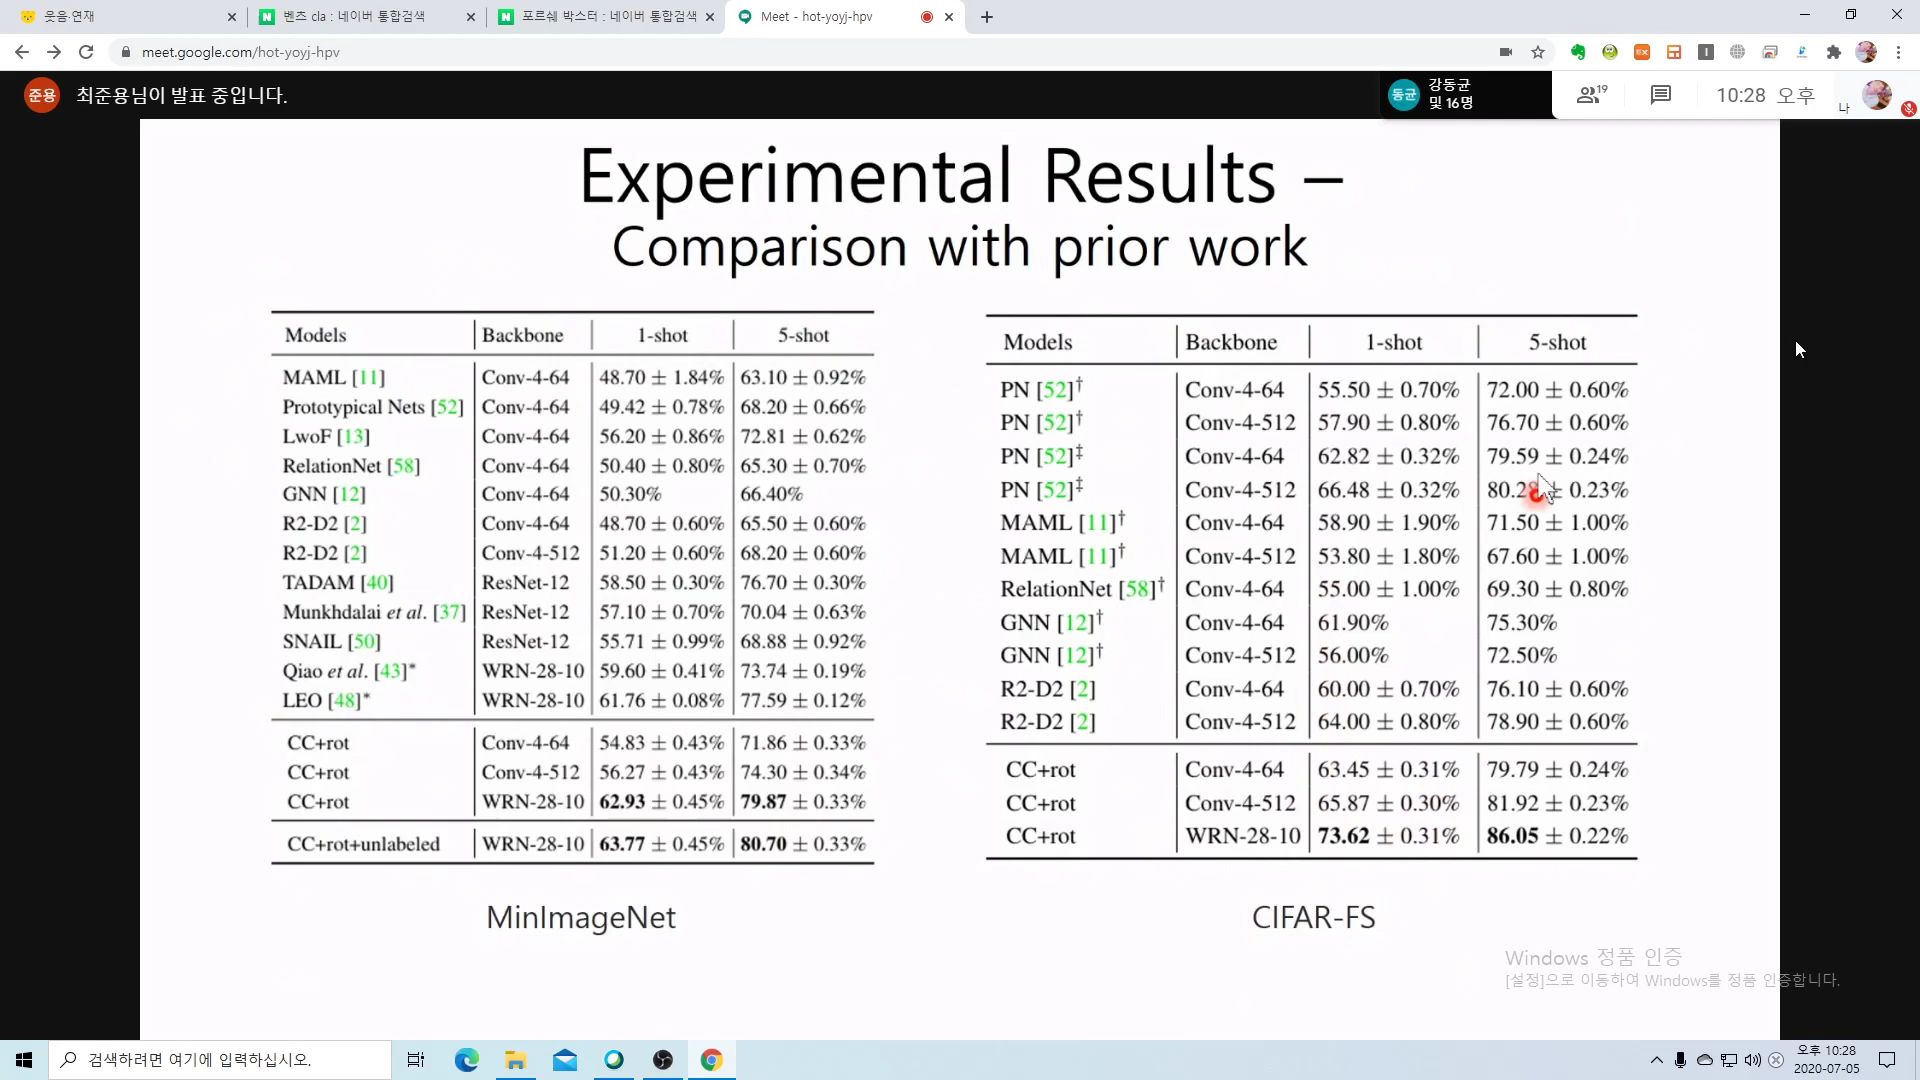 웃음·연재
벤츠 cla : 네이버 통합검색
포르쉐 박스터 : 네이버 통합검색
Meet - hot-yoyj-hpv
meet.google.com/hot-yoyj-hpv
준용 최준용님이 발표 중입니다.
동균 강동균
및 16명
19
10:28 오후
나
Experimental Results –
Comparison with prior work
Models Backbone 1-shot 5-shot
MAML [11] Conv-4-64 48.70 ± 1.84% 63.10 ± 0.92%
Prototypical Nets [52] Conv-4-64 49.42 ± 0.78% 68.20 ± 0.66%
LwoF [13] Conv-4-64 56.20 ± 0.86% 72.81 ± 0.62%
RelationNet [58] Conv-4-64 50.40 ± 0.80% 65.30 ± 0.70%
GNN [12] Conv-4-64 50.30% 66.40%
R2-D2 [2] Conv-4-64 48.70 ± 0.60% 65.50 ± 0.60%
R2-D2 [2] Conv-4-512 51.20 ± 0.60% 68.20 ± 0.60%
TADAM [40] ResNet-12 58.50 ± 0.30% 76.70 ± 0.30%
Munkhdalai et al. [37] ResNet-12 57.10 ± 0.70% 70.04 ± 0.63%
SNAIL [50] ResNet-12 55.71 ± 0.99% 68.88 ± 0.92%
Qiao et al. [43]* WRN-28-10 59.60 ± 0.41% 73.74 ± 0.19%
LEO [48]* WRN-28-10 61.76 ± 0.08% 77.59 ± 0.12%
CC+rot Conv-4-64 54.83 ± 0.43% 71.86 ± 0.33%
CC+rot Conv-4-512 56.27 ± 0.43% 74.30 ± 0.34%
CC+rot WRN-28-10 62.93 ± 0.45% 79.87 ± 0.33%
CC+rot+unlabeled WRN-28-10 63.77 ± 0.45% 80.70 ± 0.33%
MinImageNet
Models Backbone 1-shot 5-shot
PN [52]† Conv-4-64 55.50 ± 0.70% 72.00 ± 0.60%
PN [52]† Conv-4-512 57.90 ± 0.80% 76.70 ± 0.60%
PN [52]‡ Conv-4-64 62.82 ± 0.32% 79.59 ± 0.24%
PN [52]‡ Conv-4-512 66.48 ± 0.32% ± 0.23%
MAML [11]† Conv-4-64 58.90 ± 1.90% 71.50 ± 1.00%
MAML [11]† Conv-4-512 53.80 ± 1.80% 67.60 ± 1.00%
RelationNet [58]† Conv-4-64 55.00 ± 1.00% 69.30 ± 0.80%
GNN [12]† Conv-4-64 61.90% 75.30%
GNN [12]† Conv-4-512 56.00% 72.50%
R2-D2 [2] Conv-4-64 60.00 ± 0.70% 76.10 ± 0.60%
R2-D2 [2] Conv-4-512 64.00 ± 0.80% 78.90 ± 0.60%
CC+rot Conv-4-64 63.45 ± 0.31% 79.79 ± 0.24%
CC+rot Conv-4-512 65.87 ± 0.30% 81.92 ± 0.23%
CC+rot WRN-28-10 73.62 ± 0.31% 86.05 ± 0.22%
CIFAR-FS
Windows 정품 인증
[설정]으로 이동하여 Windows를 정품 인증합니다.
검색하려면 여기에 입력하십시오.
오후 10:28
2020-07-05